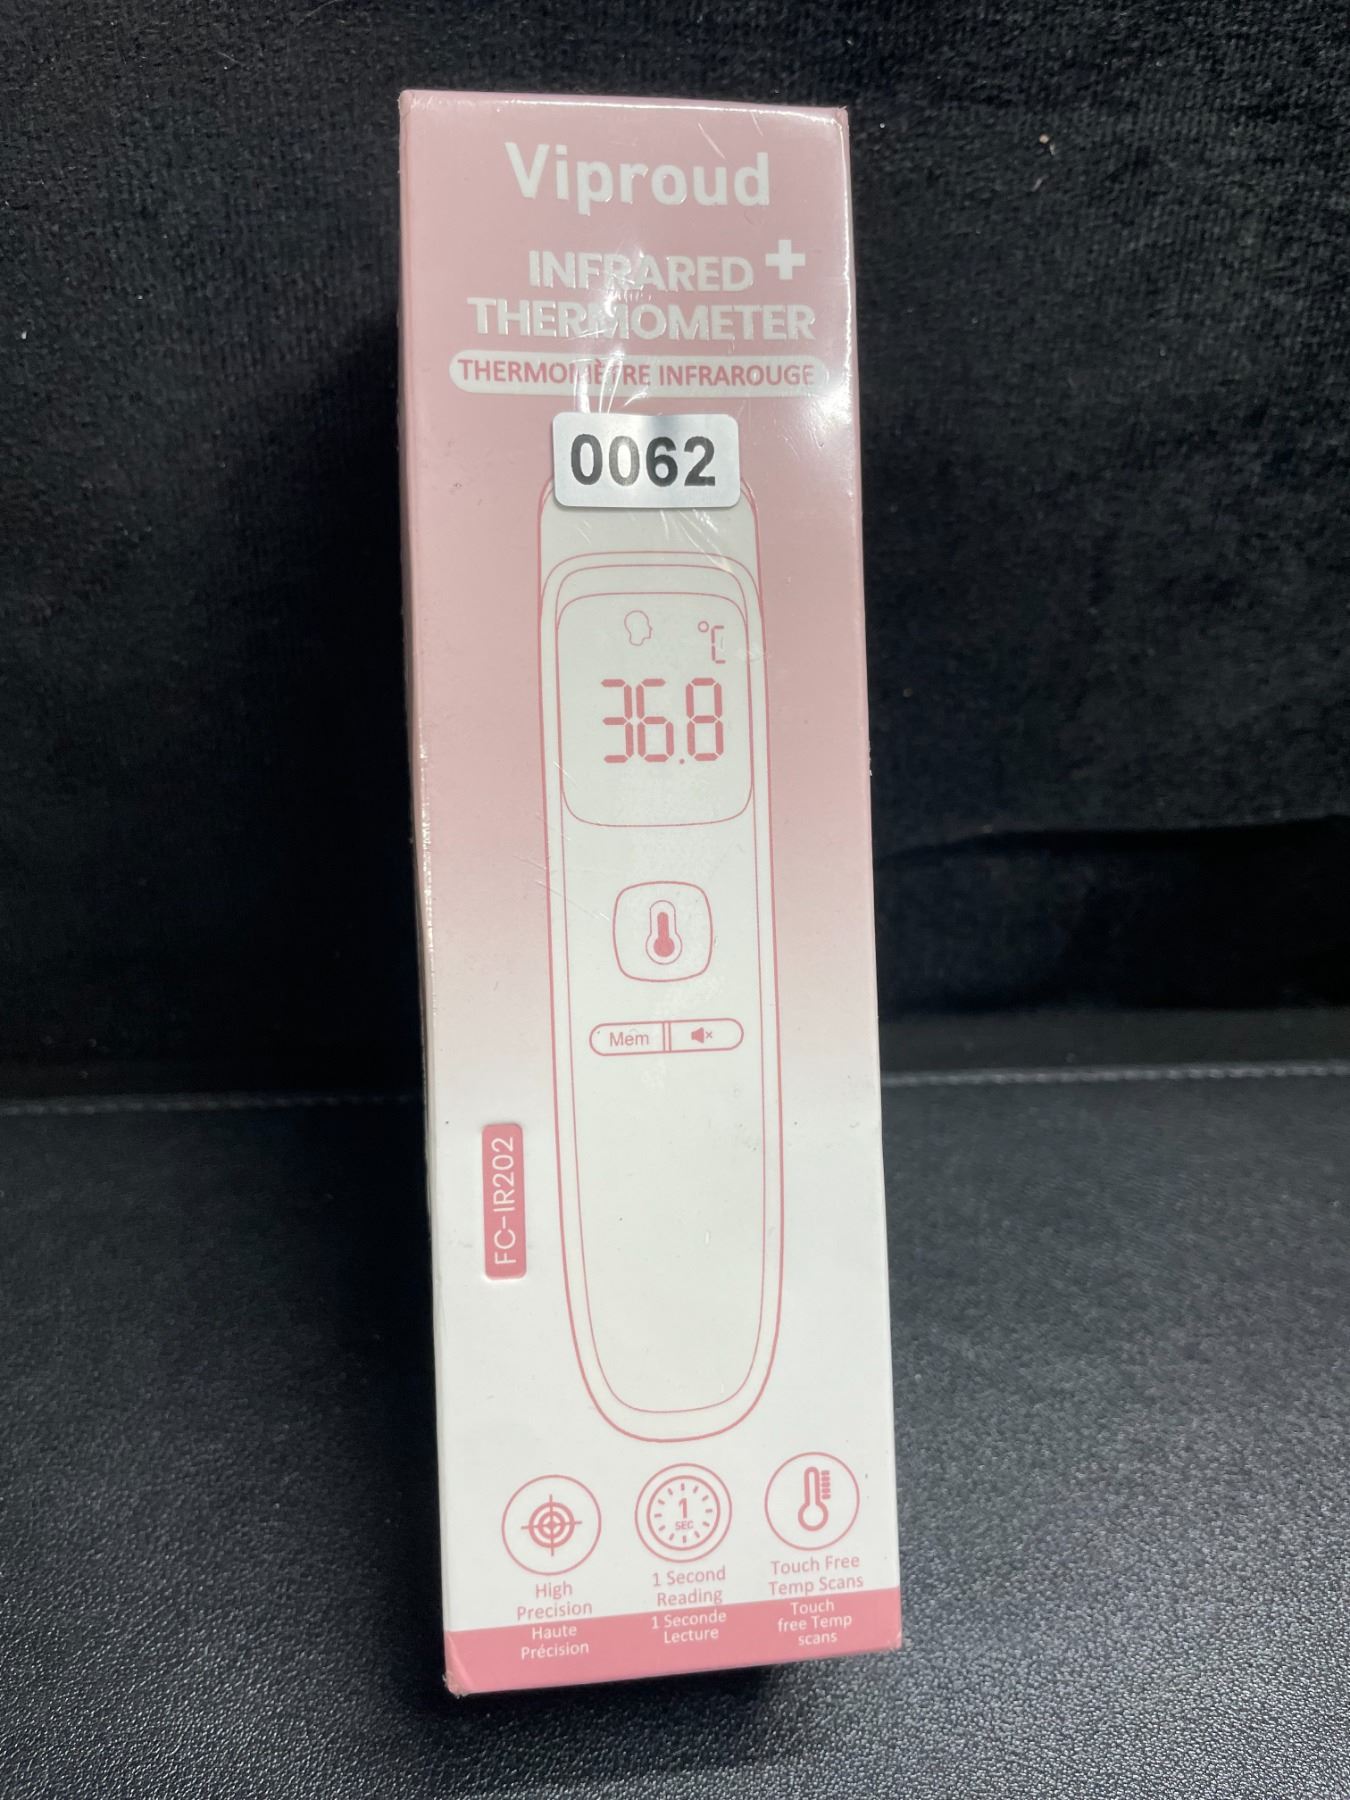 Viproud
INFRARED +
THERMOMETER
THERMOMÈTRE INFRAROUGE
0062
°C
36.8
Mem
FC-IR202
1
SEC
High
Precision
Haute
Précision
1 Second
Reading
1 Seconde
Lecture
Touch Free
Temp Scans
Touch
free Temp
scans